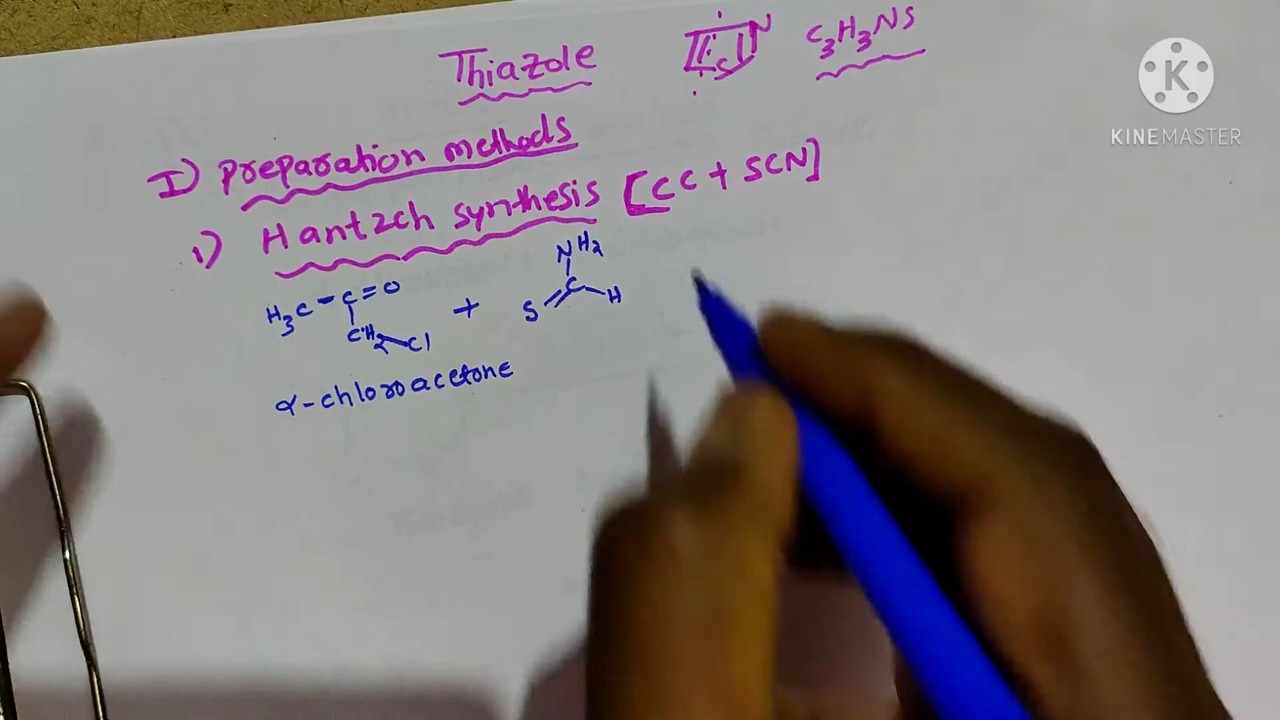 Thiazole N S C3H3NS
I) Preparation methods
1) Hantzch synthesis [CC + SCN]
NH2
H3C - C = O + S C H
CH2 Cl
α-chloroacetone
K
KINEMASTER